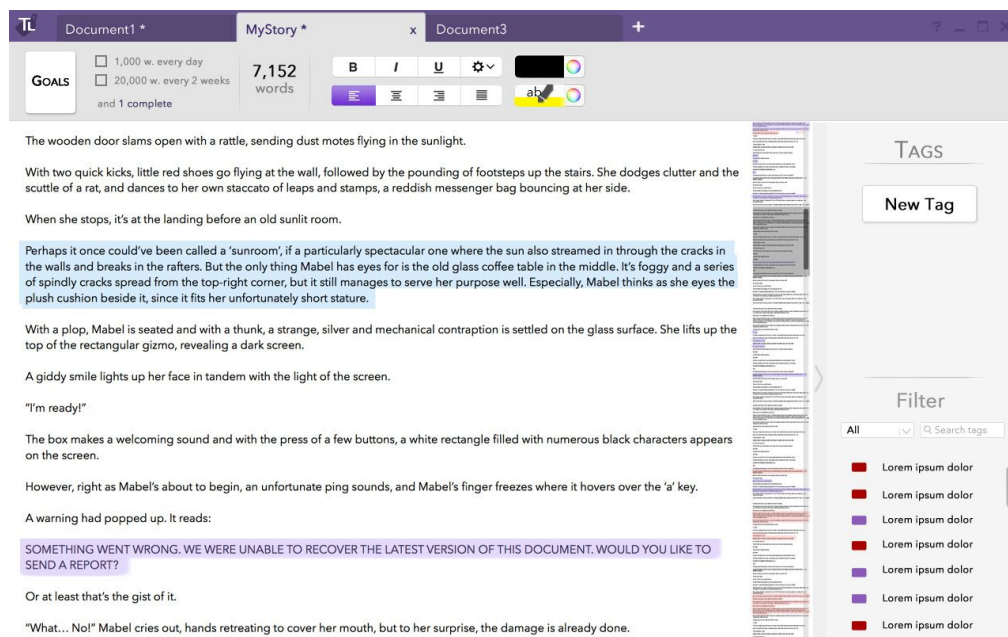 TL
Document1 *
MyStory *
x
Document3
+
? _
GOALS
1,000 w. every day
20,000 w. every 2 weeks
and 1 complete
7,152
words
B I U
ab
The wooden door slams open with a rattle, sending dust motes flying in the sunlight.
With two quick kicks, little red shoes go flying at the wall, followed by the pounding of footsteps up the stairs. She dodges clutter and the
scuttle of a rat, and dances to her own staccato of leaps and stamps, a reddish messenger bag bouncing at her side.
When she stops, it's at the landing before an old sunlit room.
Perhaps it once could've been called a 'sunroom', if a particularly spectacular one where the sun also streamed in through the cracks in
the walls and breaks in the rafters. But the only thing Mabel has eyes for is the old glass coffee table in the middle. It's foggy and a series
of spindly cracks spread from the top-right corner, but it still manages to serve her purpose well. Especially, Mabel thinks as she eyes the
plush cushion beside it, since it fits her unfortunately short stature.
With a plop, Mabel is seated and with a thunk, a strange, silver and mechanical contraption is settled on the glass surface. She lifts up the
top of the rectangular gizmo, revealing a dark screen.
A giddy smile lights up her face in tandem with the light of the screen.
"I'm ready!"
The box makes a welcoming sound and with the press of a few buttons, a white rectangle filled with numerous black characters appears
on the screen.
However, right as Mabel's about to begin, an unfortunate ping sounds, and Mabel's finger freezes where it hovers over the 'a' key.
A warning had popped up. It reads:
SOMETHING WENT WRONG. WE WERE UNABLE TO RECOVER THE LATEST VERSION OF THIS DOCUMENT. WOULD YOU LIKE TO
SEND A REPORT?
Or at least that's the gist of it.
"What… no!" Mabel cries out, hands retreating to cover her mouth, but to her surprise, the damage is already done.
TAGS
New Tag
Filter
All
Search tags
Lorem ipsum dolor
Lorem ipsum dolor
Lorem ipsum dolor
Lorem ipsum dolor
Lorem ipsum dolor
Lorem ipsum dolor
Lorem ipsum dolor